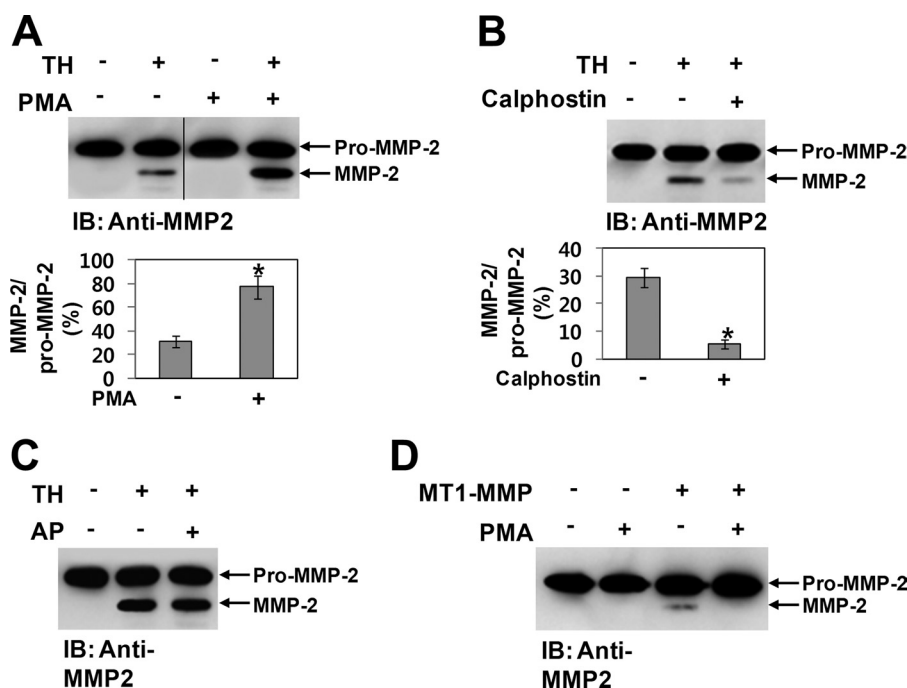 A
TH - + - +
PMA - - + +
Pro-MMP-2
MMP-2
IB: Anti-MMP2
MMP-2/
pro-MMP-2
(%)
100
80
60
40
20
0
*
PMA - +
B
TH - + +
Calphostin - - +
Pro-MMP-2
MMP-2
IB: Anti-MMP2
MMP-2/
pro-MMP-2
(%)
40
30
20
10
0
*
Calphostin - +
C
TH - + +
AP - - +
Pro-MMP-2
MMP-2
IB: Anti-
MMP2
D
MT1-MMP - - + +
PMA - + - +
Pro-MMP-2
MMP-2
IB: Anti-
MMP2